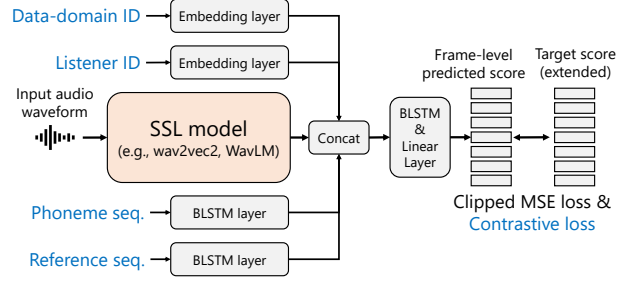 Data-domain ID
Embedding layer
Listener ID
Embedding layer
Input audio
waveform
SSL model
(e.g., wav2vec2, WavLM)
Concat
BLSTM
&
Linear
Layer
Frame-level
predicted score
Target score
(extended)
Clipped MSE loss &
Contrastive loss
Phoneme seq.
BLSTM layer
Reference seq.
BLSTM layer